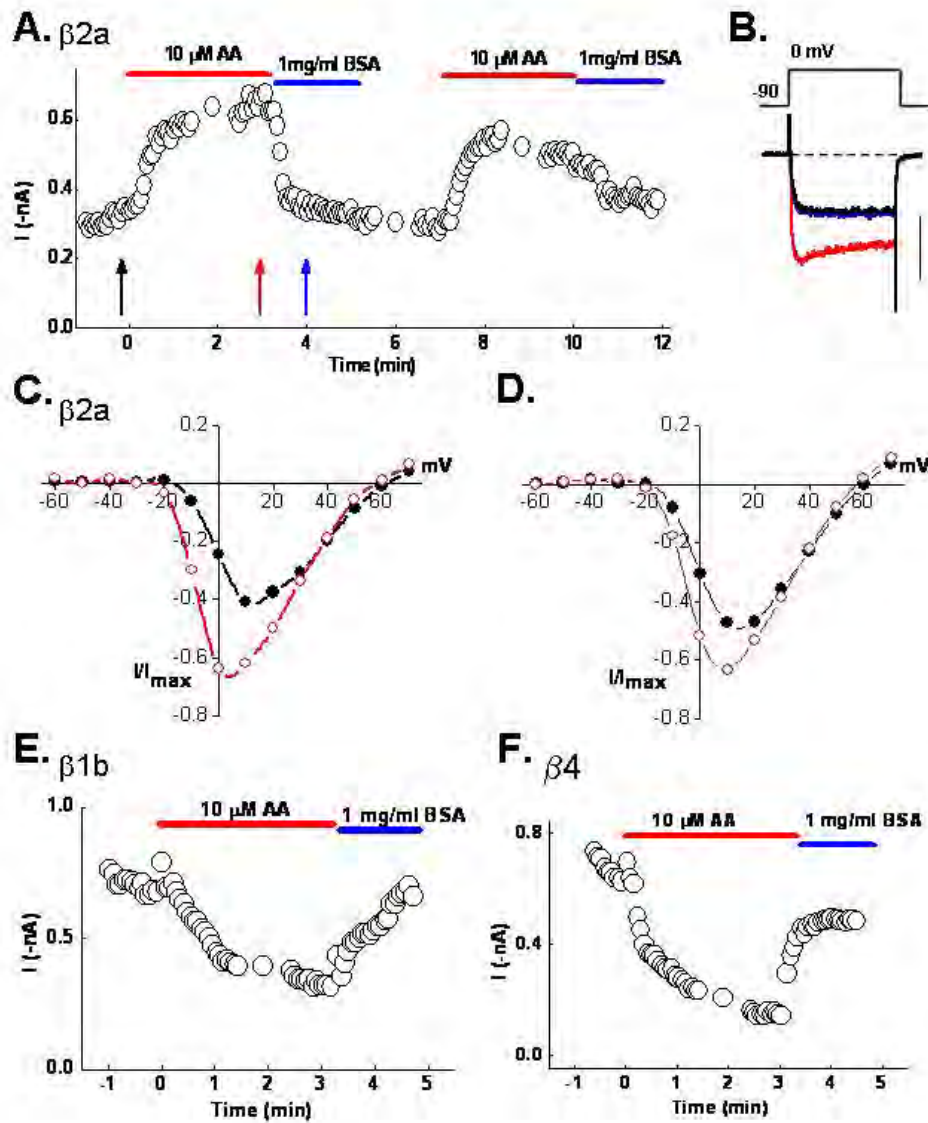 A. β2a
10 µM AA
1mg/ml BSA
10 µM AA
1mg/ml BSA
I (-nA)
0.6
0.4
0.2
0.0
0 2 4 6 8 10 12
Time (min)
B.
0 mV
-90
C. β2a
0.2
mV
-60 -40 -20 20 40 60
-0.2
-0.4
-0.6
-0.8
I/Imax
D.
0.2
mV
-60 -40 -20 20 40 60
-0.2
-0.4
-0.6
-0.8
I/Imax
E. β1b
10 µM AA
1 mg/ml BSA
I (-nA)
1.0
0.5
0.0
-1 0 1 2 3 4 5
Time (min)
F. β4
10 µM AA
1 mg/ml BSA
I (-nA)
0.8
0.4
0.0
-1 0 1 2 3 4 5
Time (min)